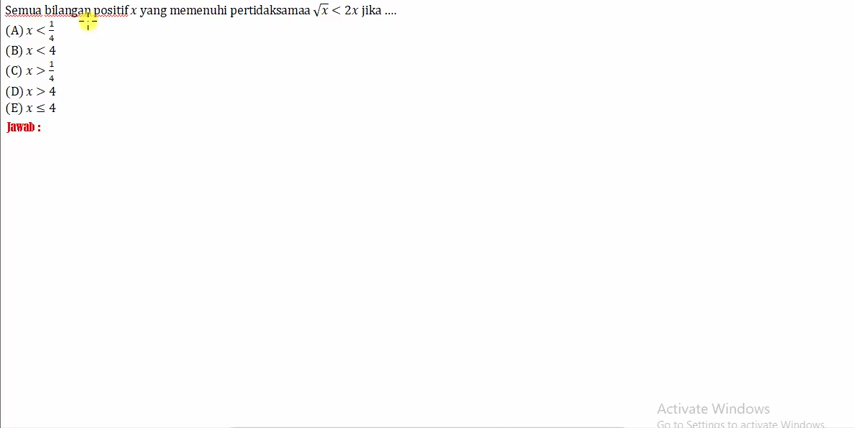 Semua bilangan positif x yang memenuhi pertidaksamaa √x < 2x jika ....
(A) x < 1/4
(B) x < 4
(C) x > 1/4
(D) x > 4
(E) x ≤ 4
Jawab :
Activate Windows
Go to Settings to activate Windows.